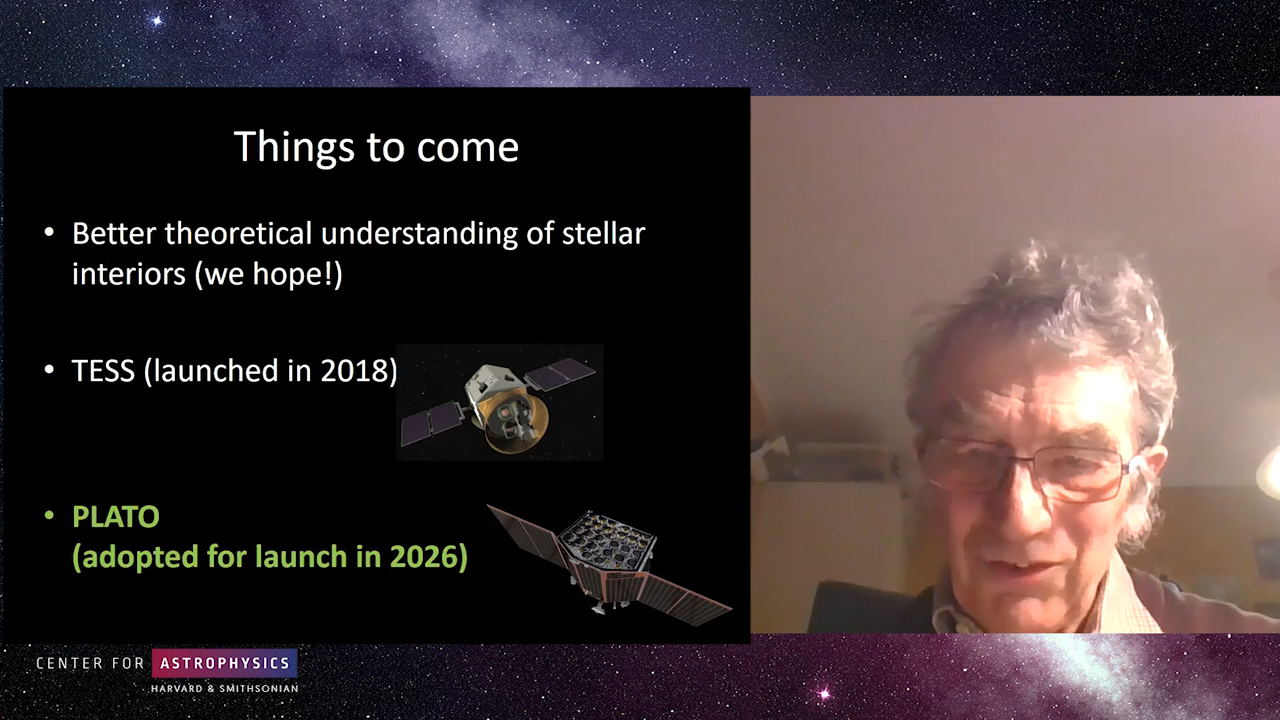 Things to come
• Better theoretical understanding of stellar
interiors (we hope!)
• TESS (launched in 2018)
• PLATO
(adopted for launch in 2026)
CENTER FOR ASTROPHYSICS
HARVARD & SMITHSONIAN